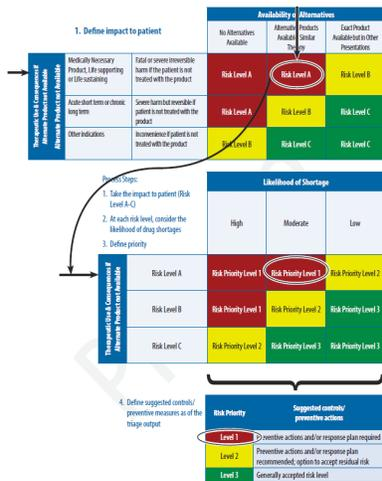 1. Define impact to patient
Availability of Alternatives
No Alternatives
Available
Alternate Products
Available Similar
Therapy
Exact Product
Available but in Other
Presentations
Therapeutic Use & Consequences if
Alternate Product not Available
Medically Necessary
Product, Life supporting
or Life sustaining
Fatal or severe irreversible
harm if the patient is not
treated with the product
Risk Level A
Risk Level A
Risk Level B
Acute short term or chronic
long term
Severe harm but reversible if
patient is not treated with the
product
Risk Level A
Risk Level B
Risk Level C
Other indications
Inconvenience if patient is not
treated with the product
Risk Level B
Risk Level C
Risk Level C
Process Steps:
1. Take the impact to patient (Risk
Level A-C)
2. At each risk level, consider the
likelihood of drug shortages
3. Define priority
Likelihood of Shortage
High
Moderate
Low
Therapeutic Use & Consequences if
Alternate Product not Available
Risk Level A
Risk Priority Level 1
Risk Priority Level 1
Risk Priority Level 2
Risk Level B
Risk Priority Level 1
Risk Priority Level 2
Risk Priority Level 3
Risk Level C
Risk Priority Level 2
Risk Priority Level 3
Risk Priority Level 3
4. Define suggested controls/
preventive measures as of the
triage output
Risk Priority
Suggested controls/
preventive actions
Level 1
Preventive actions and/or response plan required
Level 2
Preventive actions and/or response plan
recommended; option to accept residual risk
Level 3
Generally accepted risk level